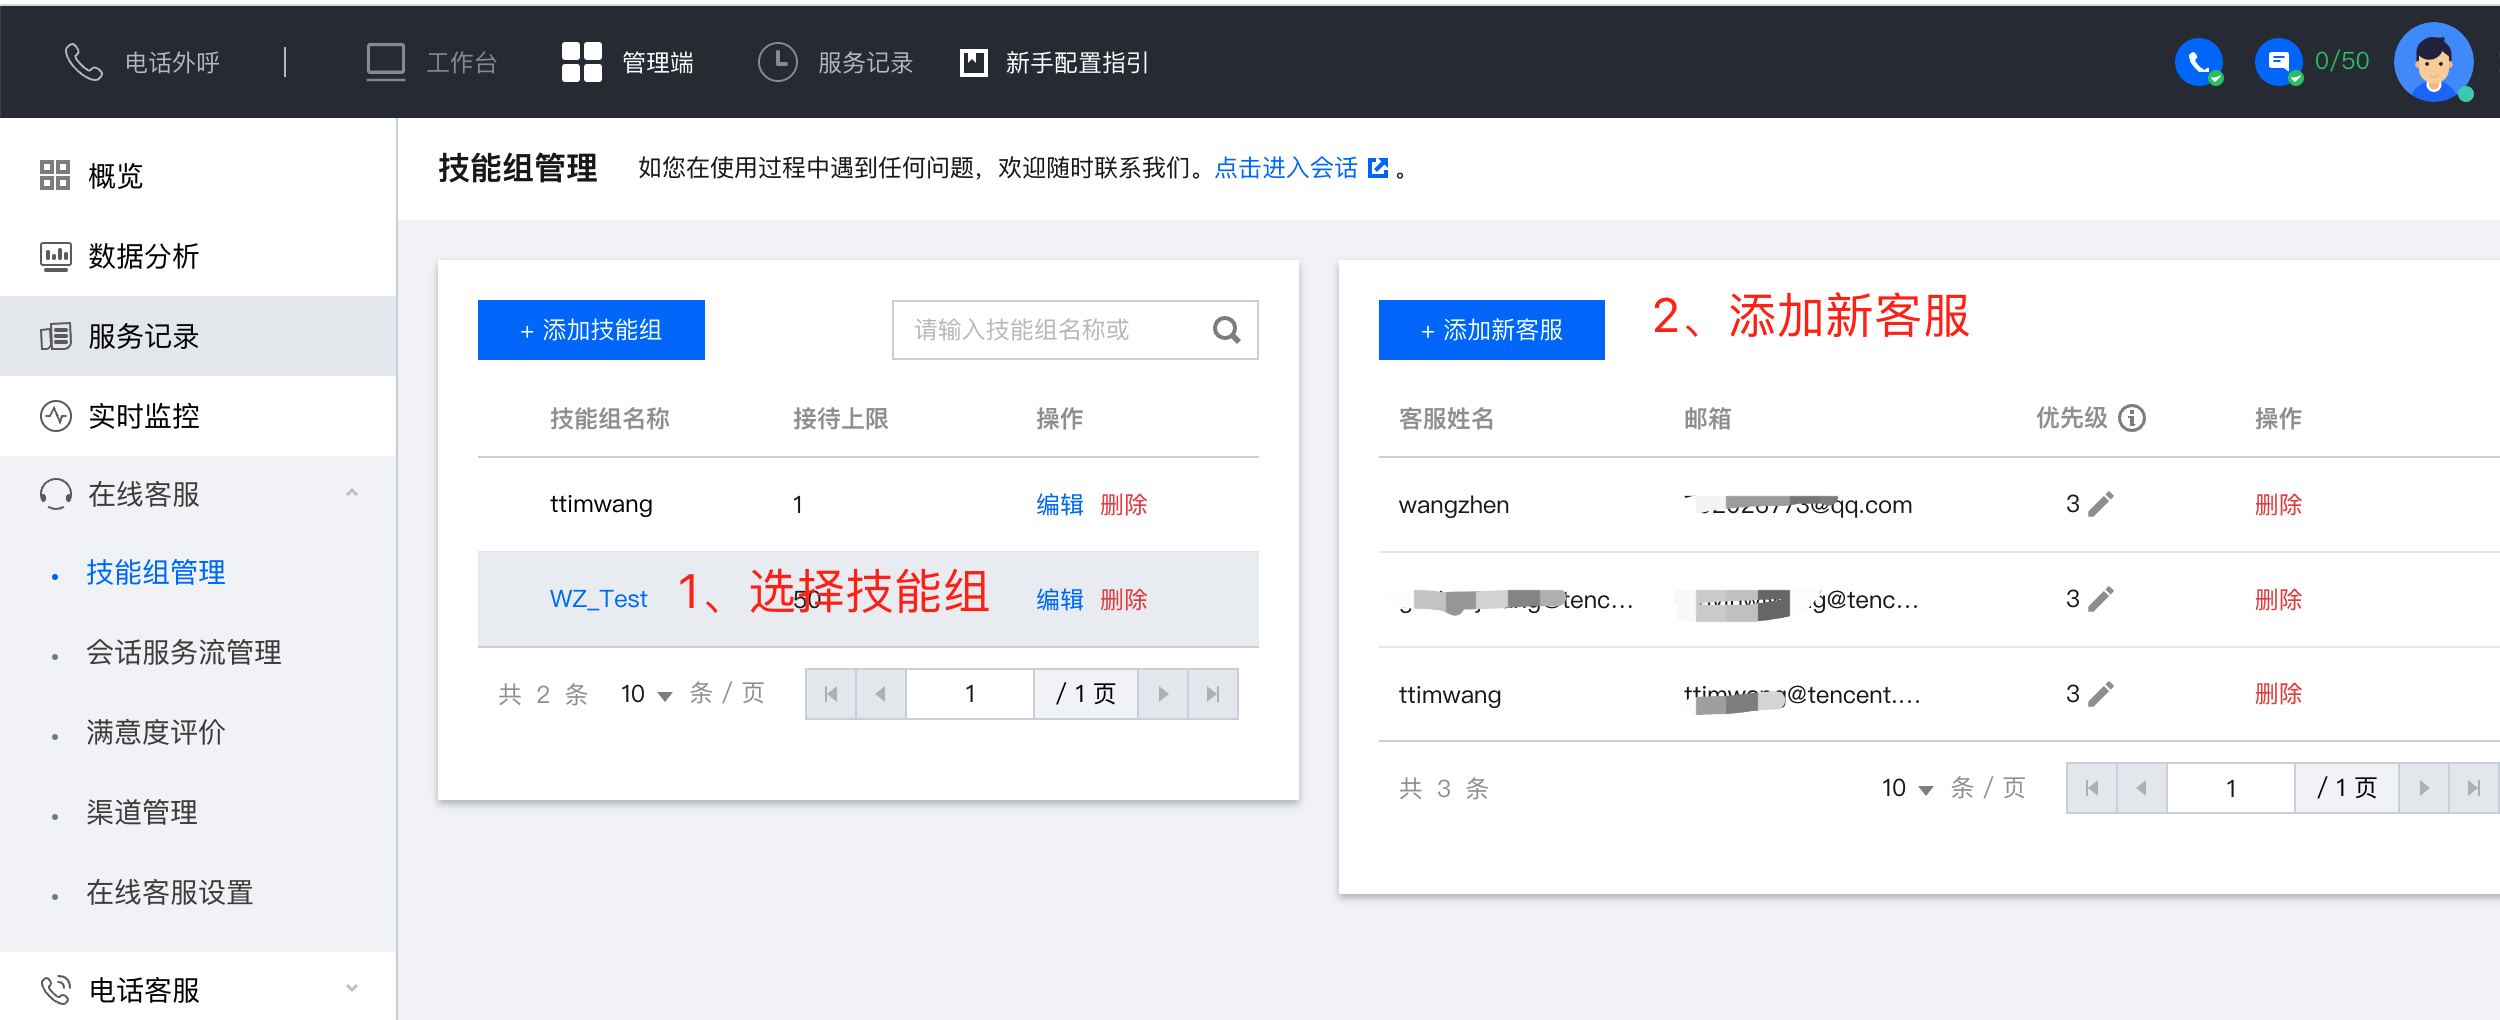 电话外呼 工作台 管理端 服务记录 新手配置指引 0/50
概览
数据分析
服务记录
实时监控
在线客服
技能组管理
会话服务流管理
满意度评价
渠道管理
在线客服设置
电话客服
技能组管理 如您在使用过程中遇到任何问题，欢迎随时联系我们。点击进入会话 。
+ 添加技能组 请输入技能组名称或
技能组名称 接待上限 操作
ttimwang 1 编辑 删除
WZ_Test 50 编辑 删除
1、选择技能组
共 2 条 10 条 / 页 1 / 1 页
+ 添加新客服 2、添加新客服
客服姓名 邮箱 优先级 操作
wangzhen @qq.com 3 删除
@tenc... g@tenc... 3 删除
ttimwang @tencent.... 3 删除
共 3 条 10 条 / 页 1 / 1 页